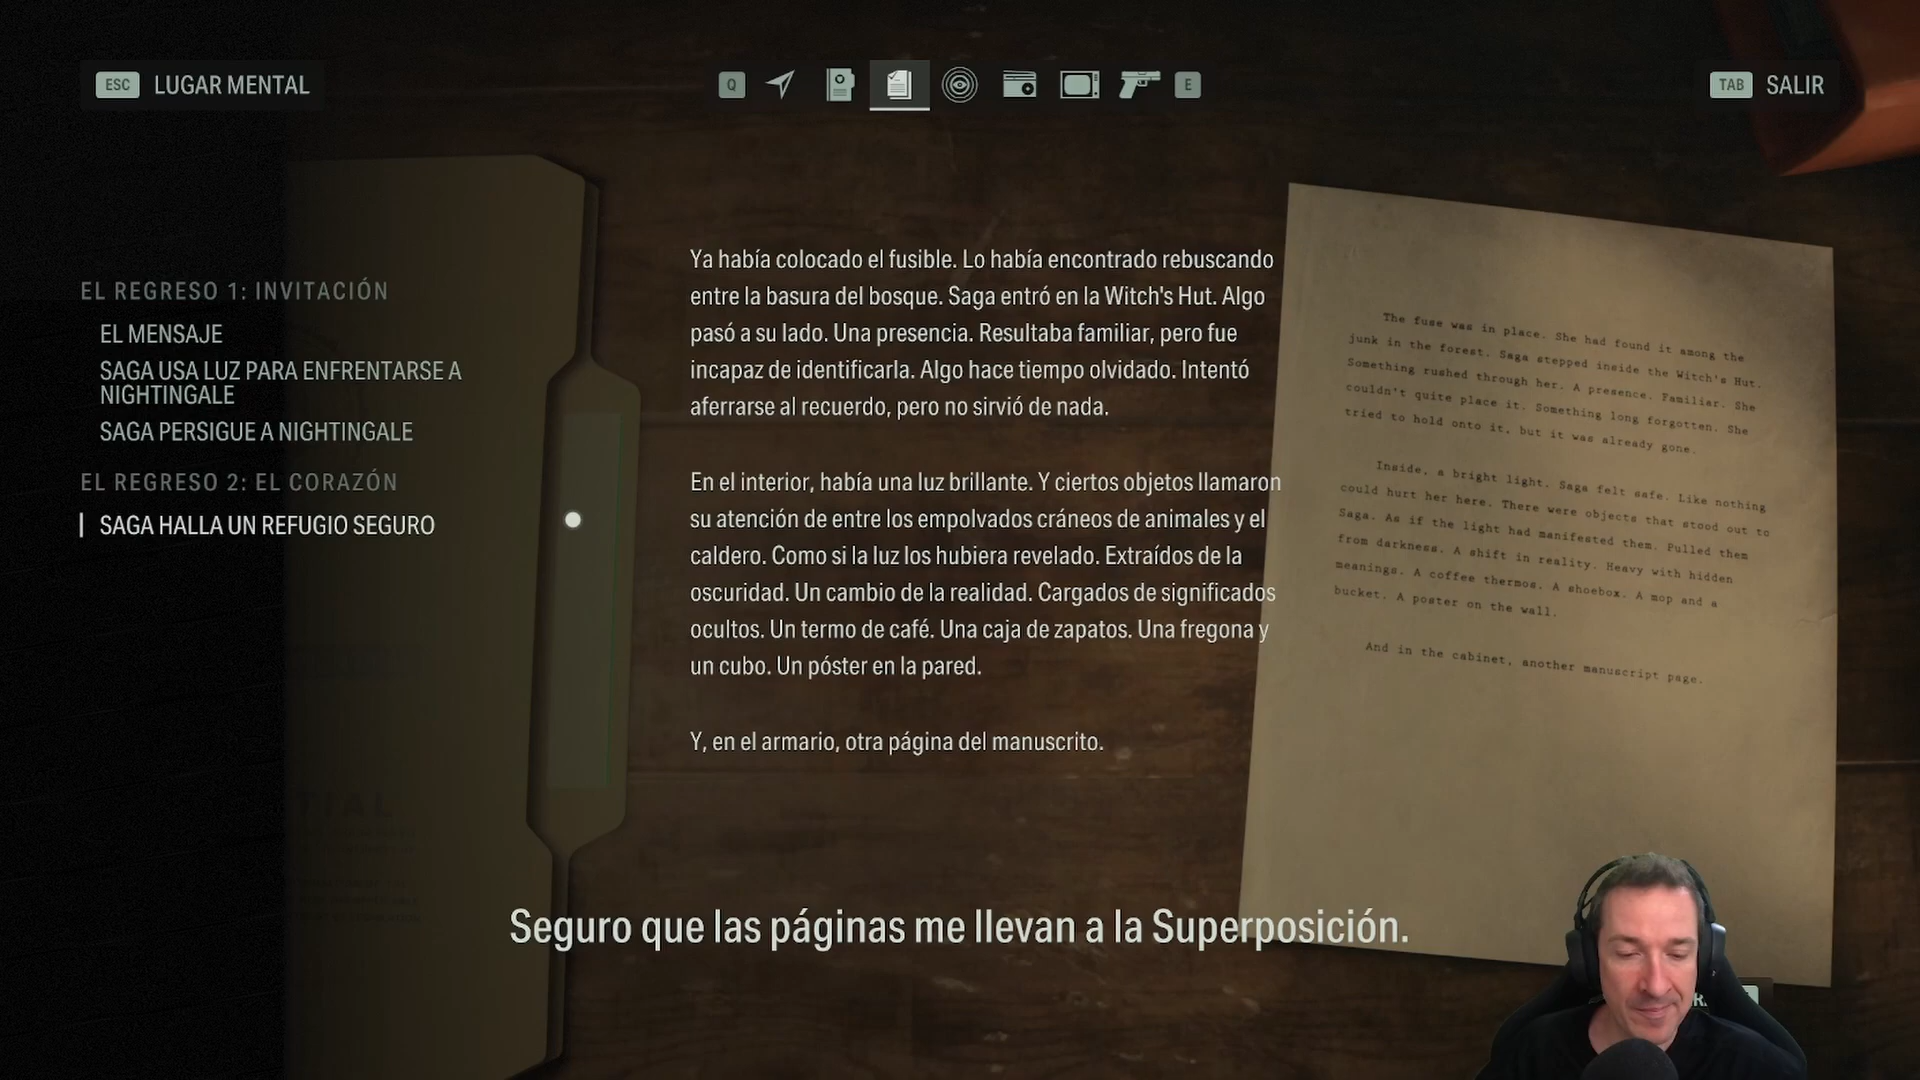 ESC LUGAR MENTAL
Q
E
TAB SALIR
EL REGRESO 1: INVITACIÓN
EL MENSAJE
SAGA USA LUZ PARA ENFRENTARSE A
NIGHTINGALE
SAGA PERSIGUE A NIGHTINGALE
EL REGRESO 2: EL CORAZÓN
SAGA HALLA UN REFUGIO SEGURO
Ya había colocado el fusible. Lo había encontrado rebuscando
entre la basura del bosque. Saga entró en la Witch's Hut. Algo
pasó a su lado. Una presencia. Resultaba familiar, pero fue
incapaz de identificarla. Algo hace tiempo olvidado. Intentó
aferrarse al recuerdo, pero no sirvió de nada.
En el interior, había una luz brillante. Y ciertos objetos llamaron
su atención de entre los empolvados cráneos de animales y el
caldero. Como si la luz los hubiera revelado. Extraídos de la
oscuridad. Un cambio de la realidad. Cargados de significados
ocultos. Un termo de café. Una caja de zapatos. Una fregona y
un cubo. Un póster en la pared.
Y, en el armario, otra página del manuscrito.
The fuse was in place. She had found it among the
junk in the forest. Saga stepped inside the Witch's Hut.
Something rushed through her. A presence. Familiar. She
couldn't quite place it. Something long forgotten. She
tried to hold onto it, but it was already gone.
Inside, a bright light. Saga felt safe. Like nothing
could hurt her here. There were objects that stood out to
Saga. As if the light had manifested them. Pulled them
from darkness. A shift in reality. Heavy with hidden
meanings. A coffee thermos. A shoebox. A mop and a
bucket. A poster on the wall.
And in the cabinet, another manuscript page.
TIAL
Seguro que las páginas me llevan a la Superposición.